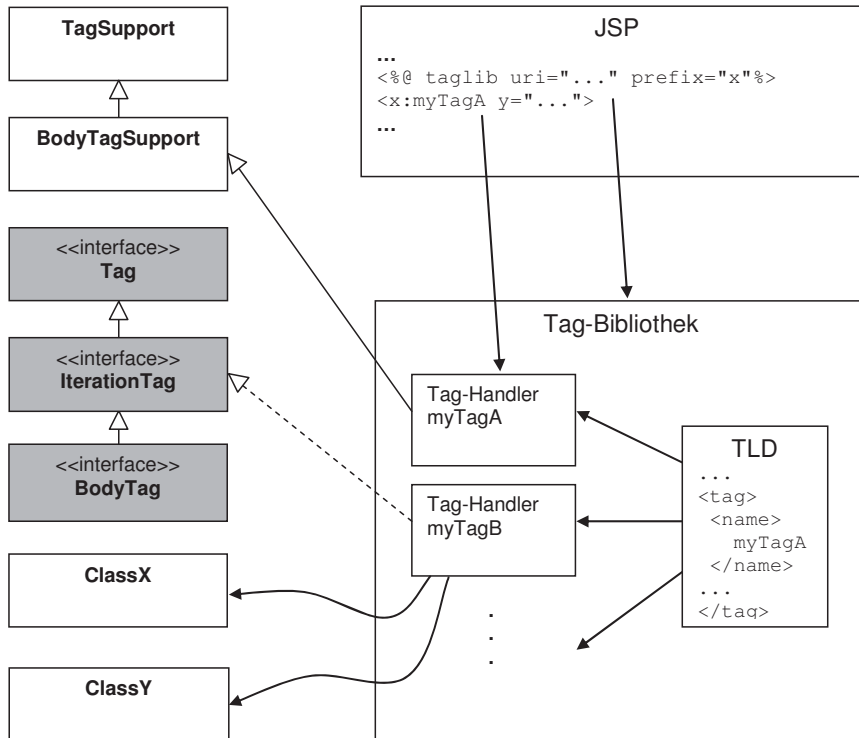 TagSupport
BodyTagSupport
<<interface>>
Tag
<<interface>>
IterationTag
<<interface>>
BodyTag
ClassX
ClassY
JSP
...
<%@ taglib uri="..." prefix="x"%>
<x:myTagA y="...">
...
Tag-Bibliothek
Tag-Handler
myTagA
Tag-Handler
myTagB
.
.
.
TLD
...
<tag>
<name>
myTagA
</name>
...
</tag>